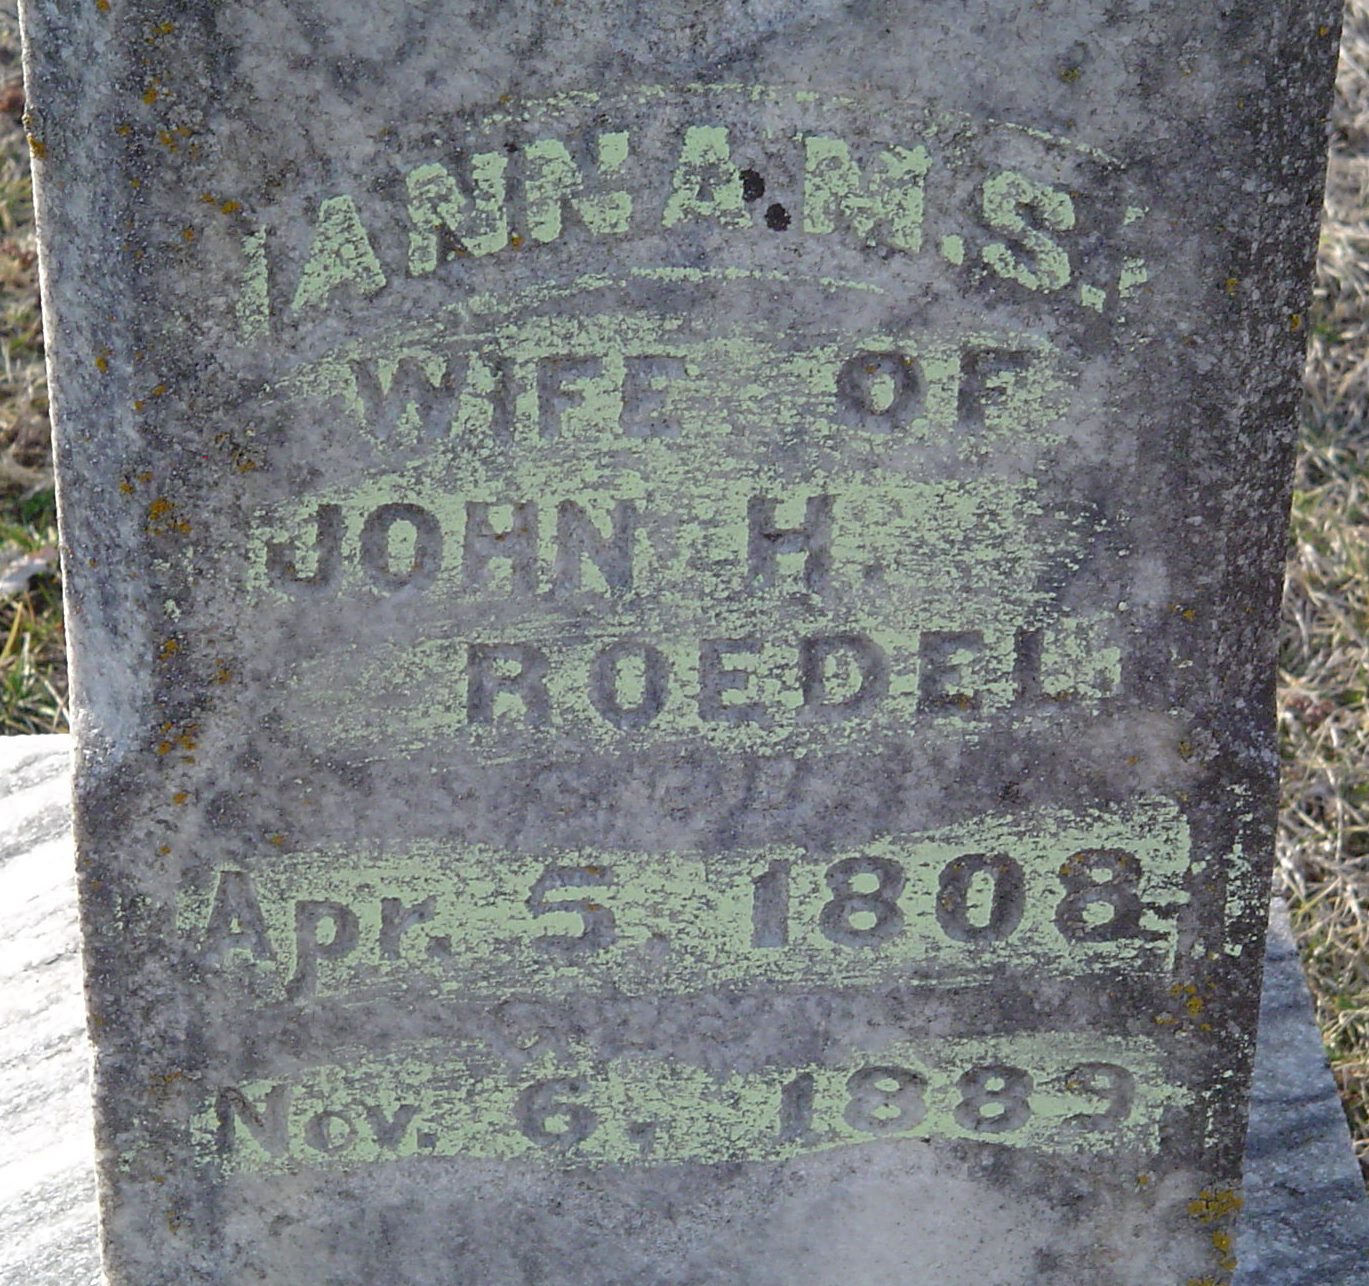 ANNA M. S.
WIFE OF
JOHN H.
ROEDEL
Apr. 5. 1808
Nov. 6. 1889